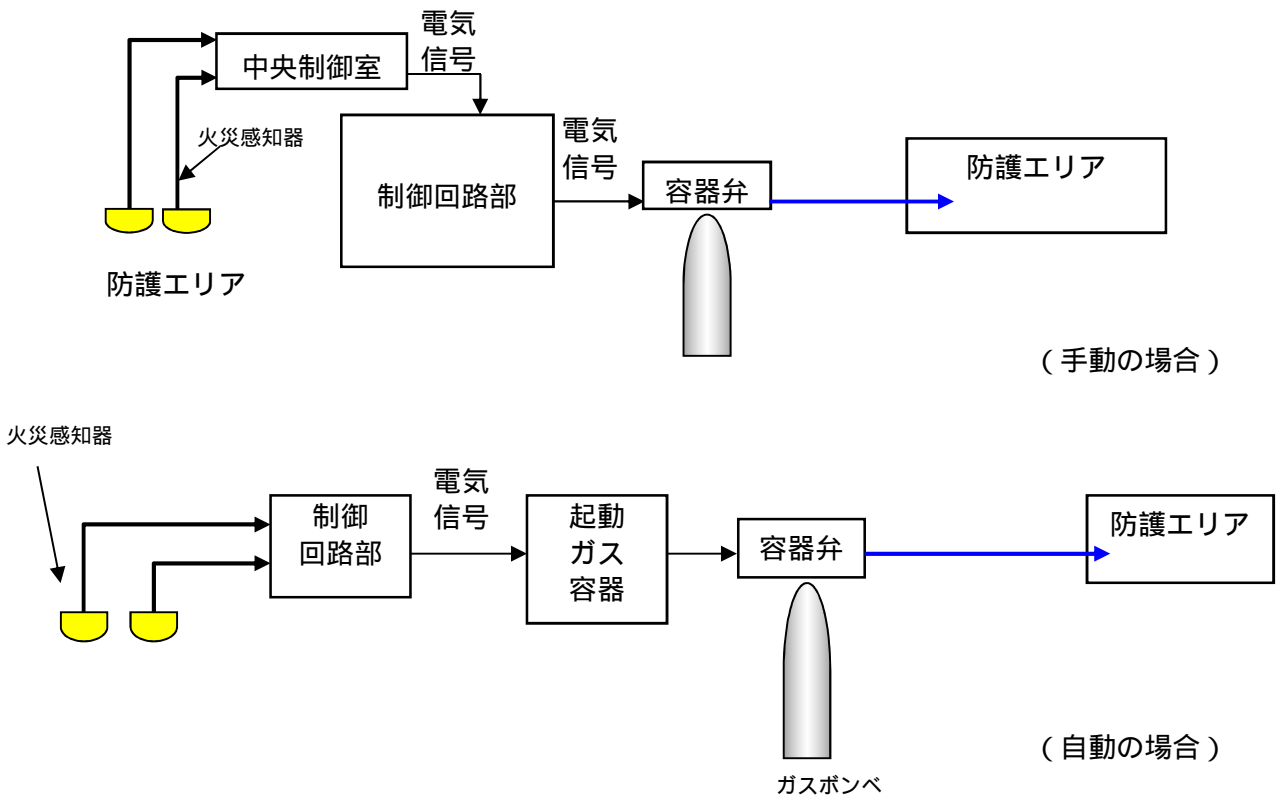 電気
信号
中央制御室
火災感知器
電気
信号
制御回路部
容器弁
防護エリア
防護エリア
（手動の場合）
火災感知器
制御
回路部
電気
信号
起動
ガス
容器
容器弁
防護エリア
（自動の場合）
ガスボンベ